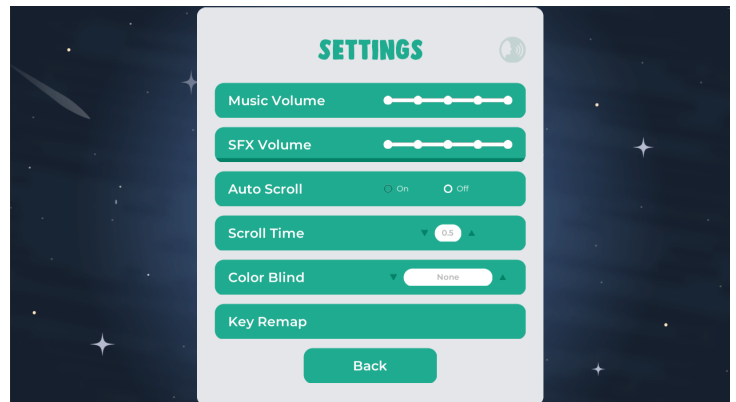 SETTINGS
Music Volume
SFX Volume
Auto Scroll On Off
Scroll Time 0.5
Color Blind None
Key Remap
Back